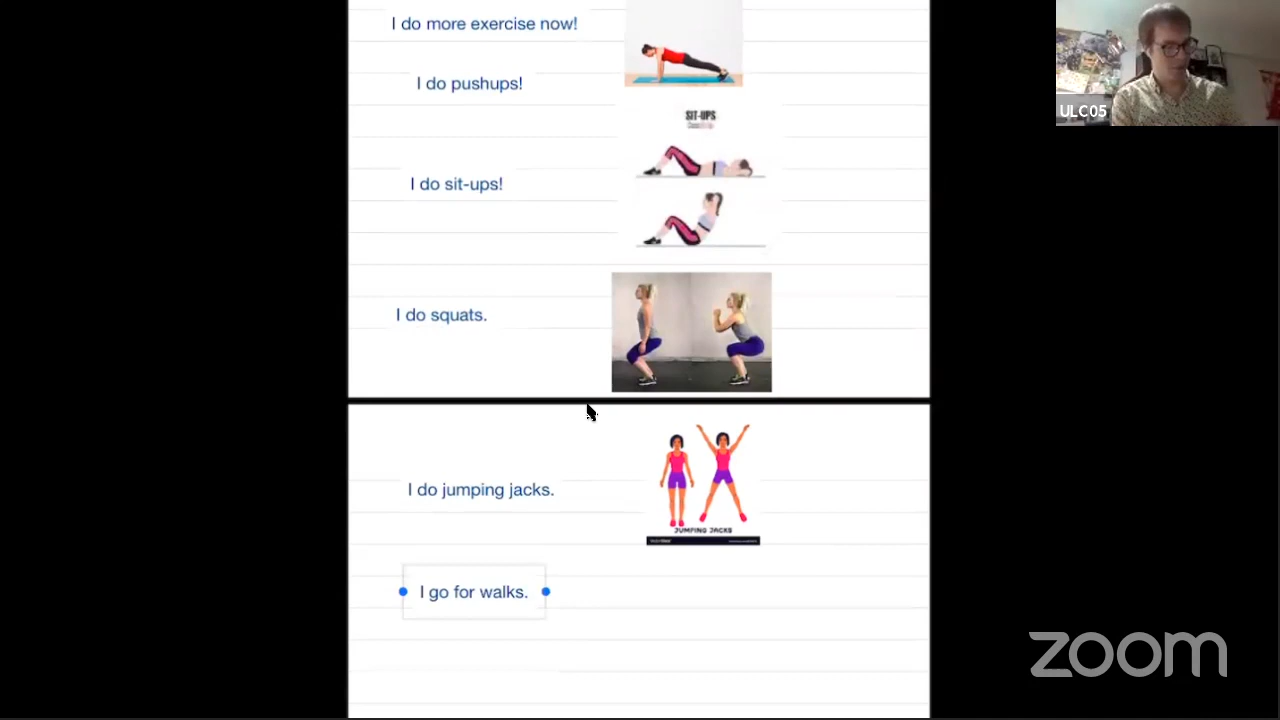 I do more exercise now!
I do pushups!
SIT-UPS
I do sit-ups!
I do squats.
I do jumping jacks.
JUMPING JACKS
I go for walks.
ULC05
zoom